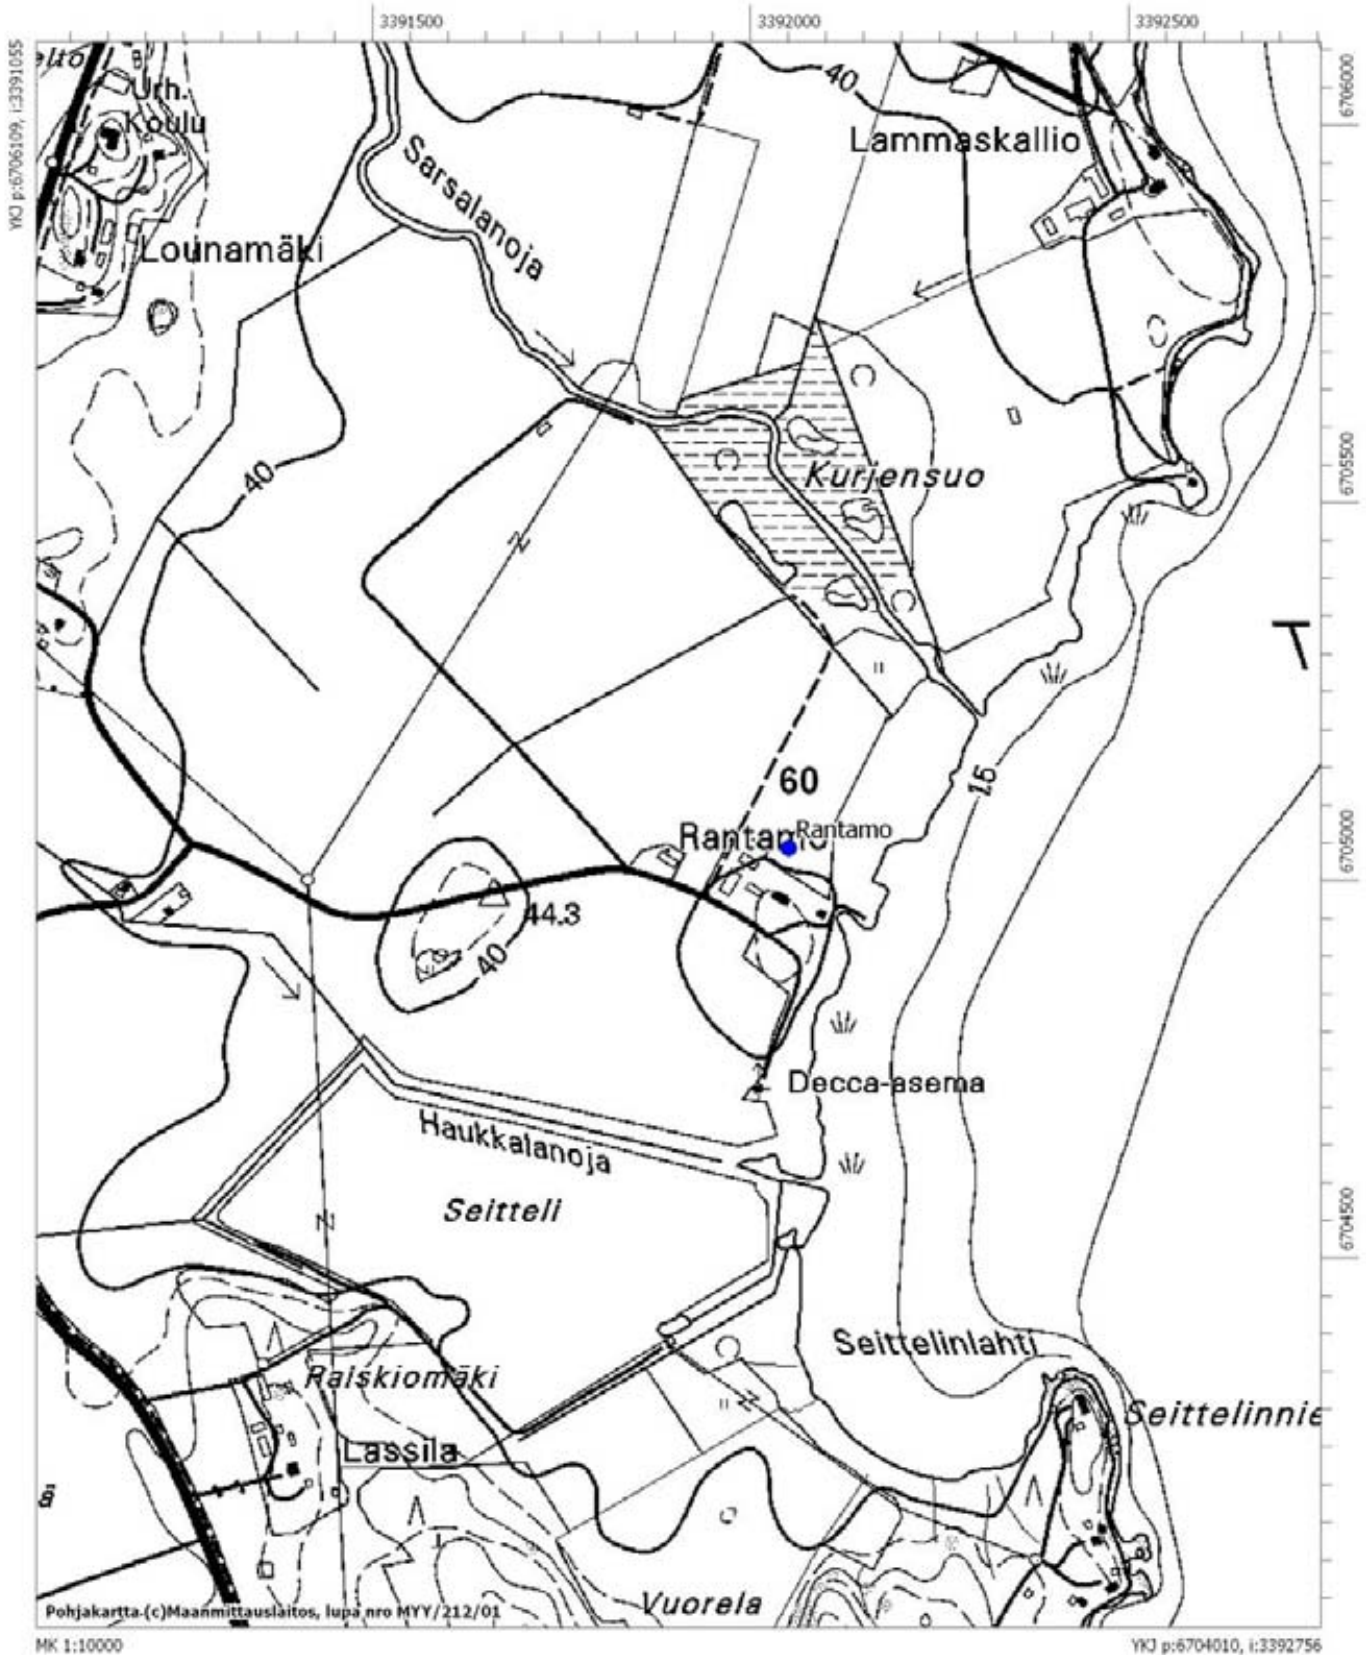 3391500
3392000
3392500
YKJ p:6706109, i:3391055
elto
Urh.
Koulu
40
6706000
Lammaskallio
Sarsalanoja
Lounamäki
40
Kurjensuo
6705500
T
60
15
Rantamo
Rantamo
6705000
44.3
40
Decca-asema
Haukkalanoja
Seitteli
6704500
Seittelinlahti
Raiskiomäki
Seittelinnie
Lassila
Vuorela
Pohjakartta (c)Maanmittauslaitos, lupa nro MYY/212/01
MK 1:10000
YKJ p:6704010, i:3392756